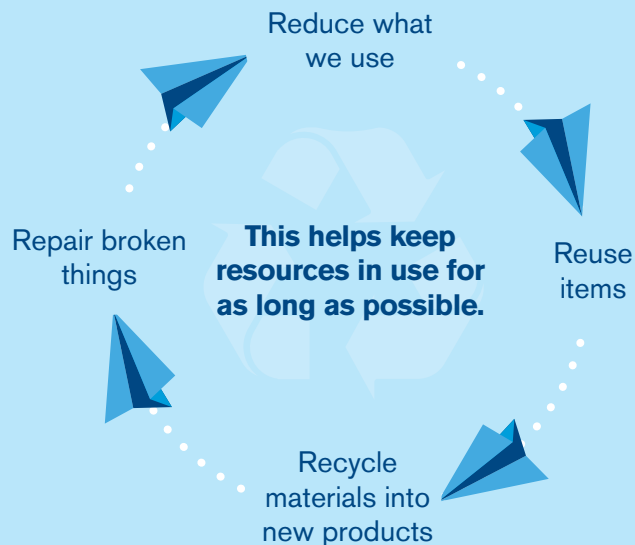 Reduce what
we use
Reuse
items
Recycle
materials into
new products
Repair broken
things
This helps keep
resources in use for
as long as possible.